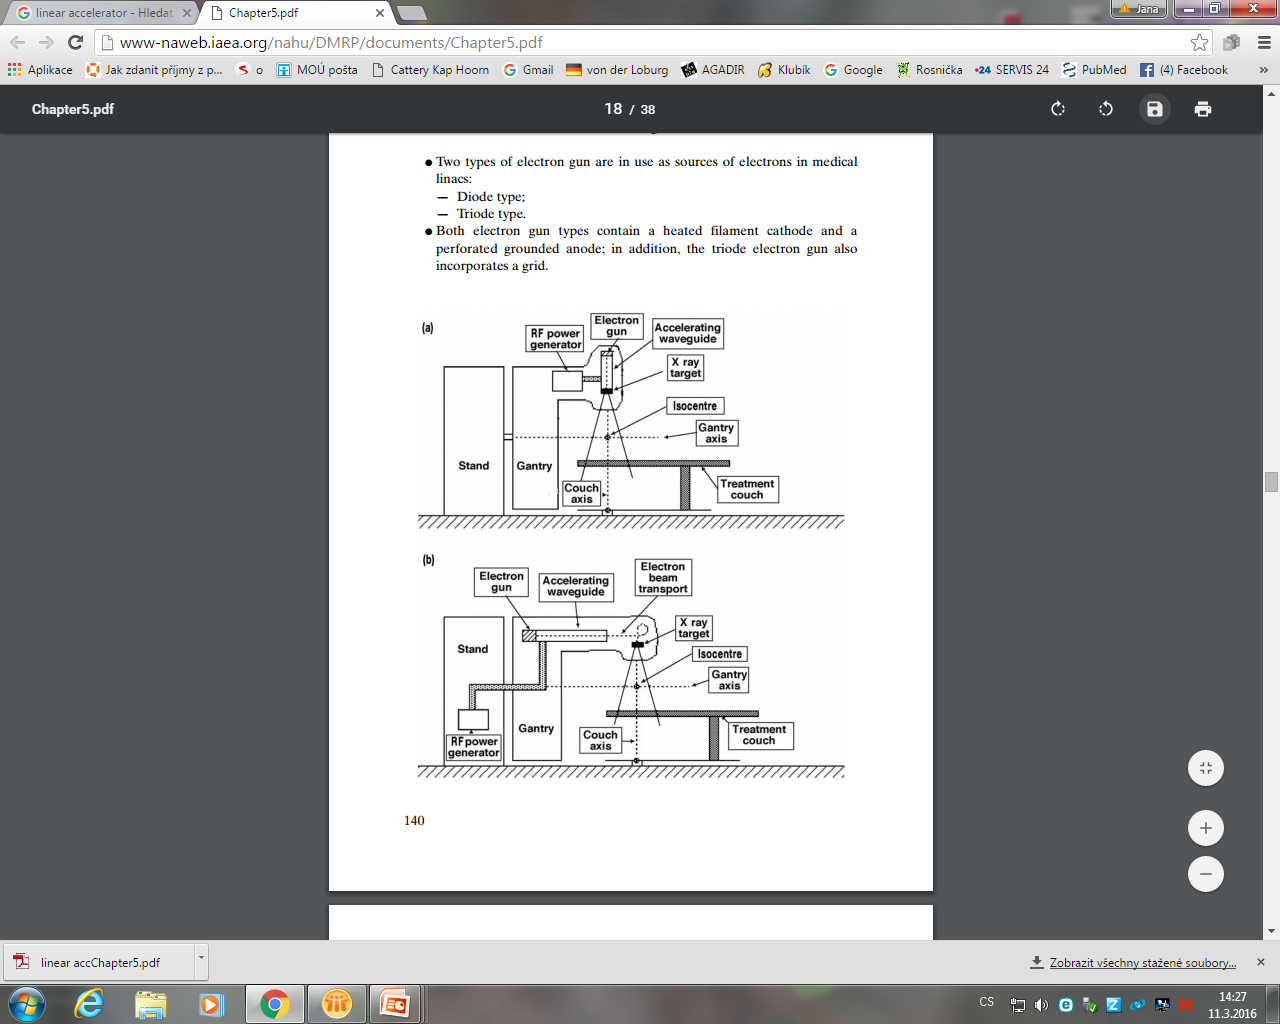 linear accelerator - Hledat
Chapter5.pdf
Jana
www-naweb.iaea.org/nahu/DMRP/documents/Chapter5.pdf
Aplikace
Jak zdanit příjmy z p...
o
MOÚ pošta
Cattery Kap Hoorn
Gmail
von der Loburg
AGADIR
Klubík
Google
Rosnička
•24 SERVIS 24
PubMed
(4) Facebook
»
Chapter5.pdf
18 / 38
● Two types of electron gun are in use as sources of electrons in medical
linacs:
— Diode type;
— Triode type.
● Both electron gun types contain a heated filament cathode and a
perforated grounded anode; in addition, the triode electron gun also
incorporates a grid.
(a)
RF power
generator
Electron
gun
Accelerating
waveguide
X ray
target
Isocentre
Gantry
axis
Stand
Gantry
Couch
axis
Treatment
couch
(b)
Electron
gun
Accelerating
waveguide
Electron
beam
transport
X ray
target
Stand
Isocentre
Gantry
axis
Gantry
Couch
axis
Treatment
couch
RF power
generator
140
linear accChapter5.pdf
Zobrazit všechny stažené soubory...
CS
14:27
11.3.2016